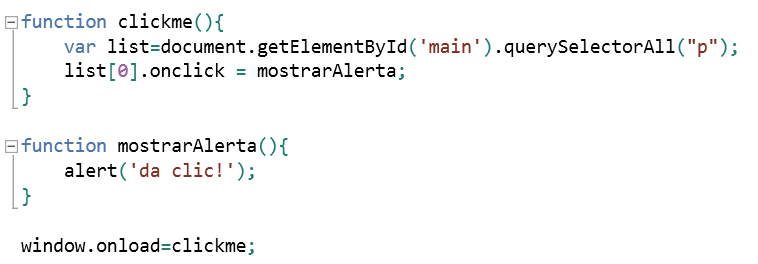 function clickme(){
    var list=document.getElementById('main').querySelectorAll("p");
    list[0].onclick = mostrarAlerta;
}

function mostrarAlerta(){
    alert('da clic!');
}

window.onload=clickme;